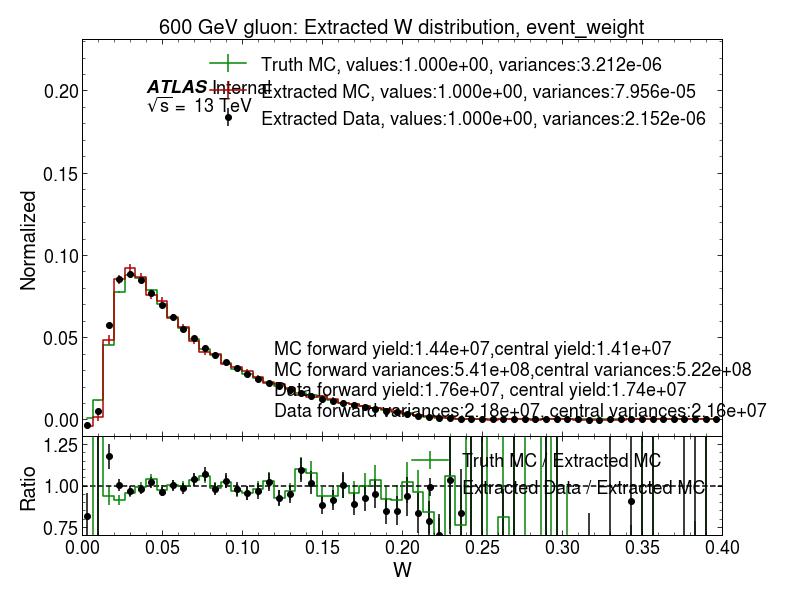 600 GeV gluon: Extracted W distribution, event_weight
Truth MC, values:1.000e+00, variances:3.212e-06
ATLAS Internal
Extracted MC, values:1.000e+00, variances:7.956e-05
√s = 13 TeV
Extracted Data, values:1.000e+00, variances:2.152e-06
Normalized
0.20
0.15
0.10
0.05
0.00
MC forward yield:1.44e+07,central yield:1.41e+07
MC forward variances:5.41e+08,central variances:5.22e+08
Data forward yield:1.76e+07, central yield:1.74e+07
Data forward variances:2.18e+07, central variances:2.16e+07
Ratio
1.25
1.00
0.75
Truth MC / Extracted MC
Extracted Data / Extracted MC
0.00 0.05 0.10 0.15 0.20 0.25 0.30 0.35 0.40
W